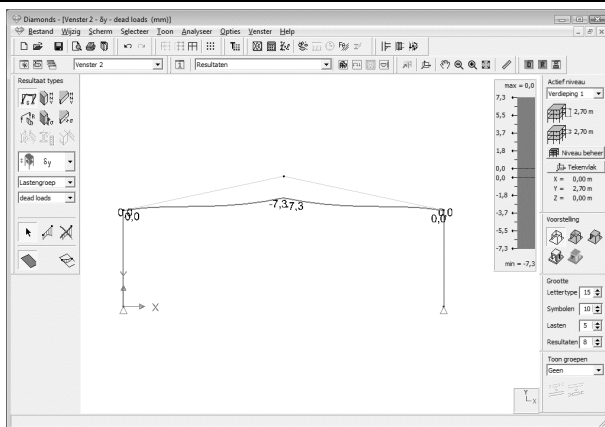 Diamonds - [Venster 2 - δy - dead loads (mm)]
Bestand Wijzig Scherm Selecteer Toon Analyseer Opties Venster Help
Venster 2
Resultaten
Resultaat types
δy
Lastengroep
dead loads
max = 0,0
7,3
5,5
3,7
1,8
0,0
0,0
-1,8
-3,7
-5,5
-7,3
min = -7,3
0,0
0,0
-7,3
-7,3
0,0
0,0
X
Y
Y
X
Actief niveau
Verdieping 1
2,70 m
2,70 m
Niveau beheer
Tekenvlak
X = 0,00 m
Y = 2,70 m
Z = 0,00 m
Voorstelling
Grootte
Lettertype 15
Symbolen 10
Lasten 5
Resultaten 8
Toon groepen
Geen